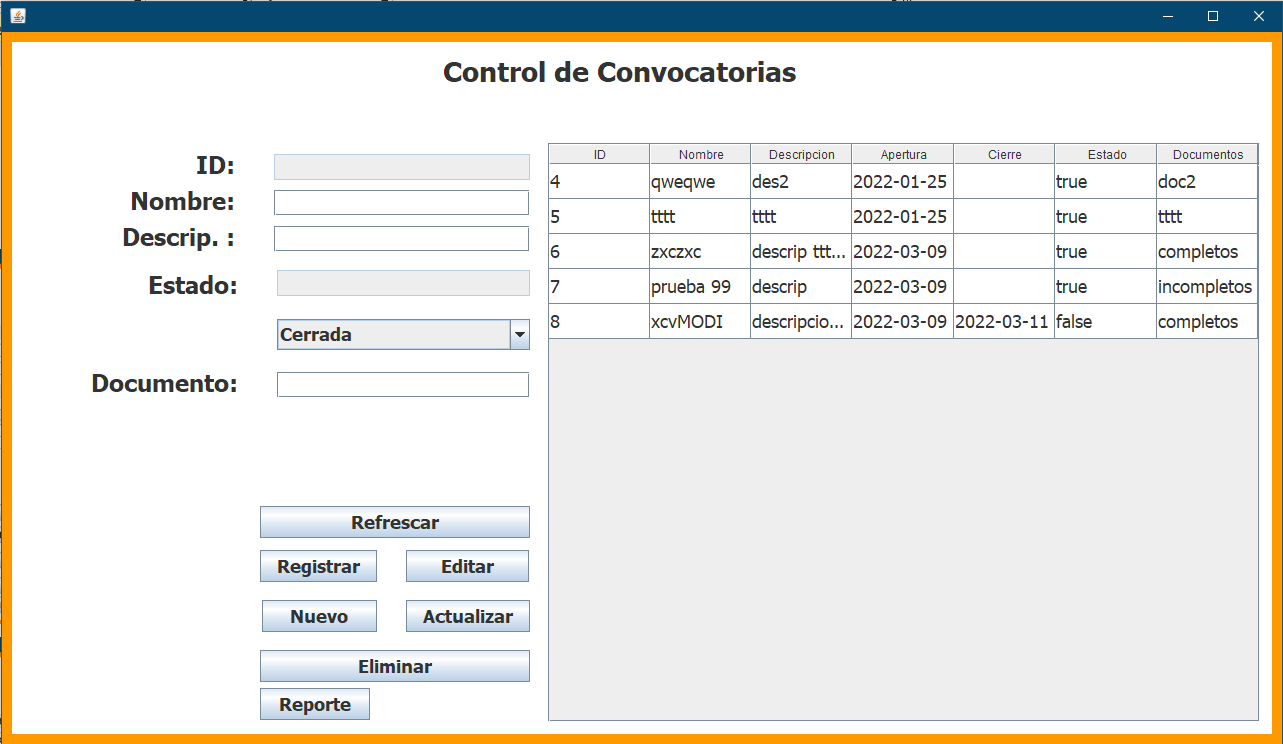 Control de Convocatorias
ID:
Nombre:
Descrip. :
Estado:
Cerrada
Documento:
Refrescar
Registrar Editar
Nuevo Actualizar
Eliminar
Reporte
ID Nombre Descripcion Apertura Cierre Estado Documentos
4 qweqwe des2 2022-01-25 true doc2
5 tttt tttt 2022-01-25 true tttt
6 zxczxc descrip ttt... 2022-03-09 true completos
7 prueba 99 descrip 2022-03-09 true incompletos
8 xcvMODI descripcio... 2022-03-09 2022-03-11 false completos